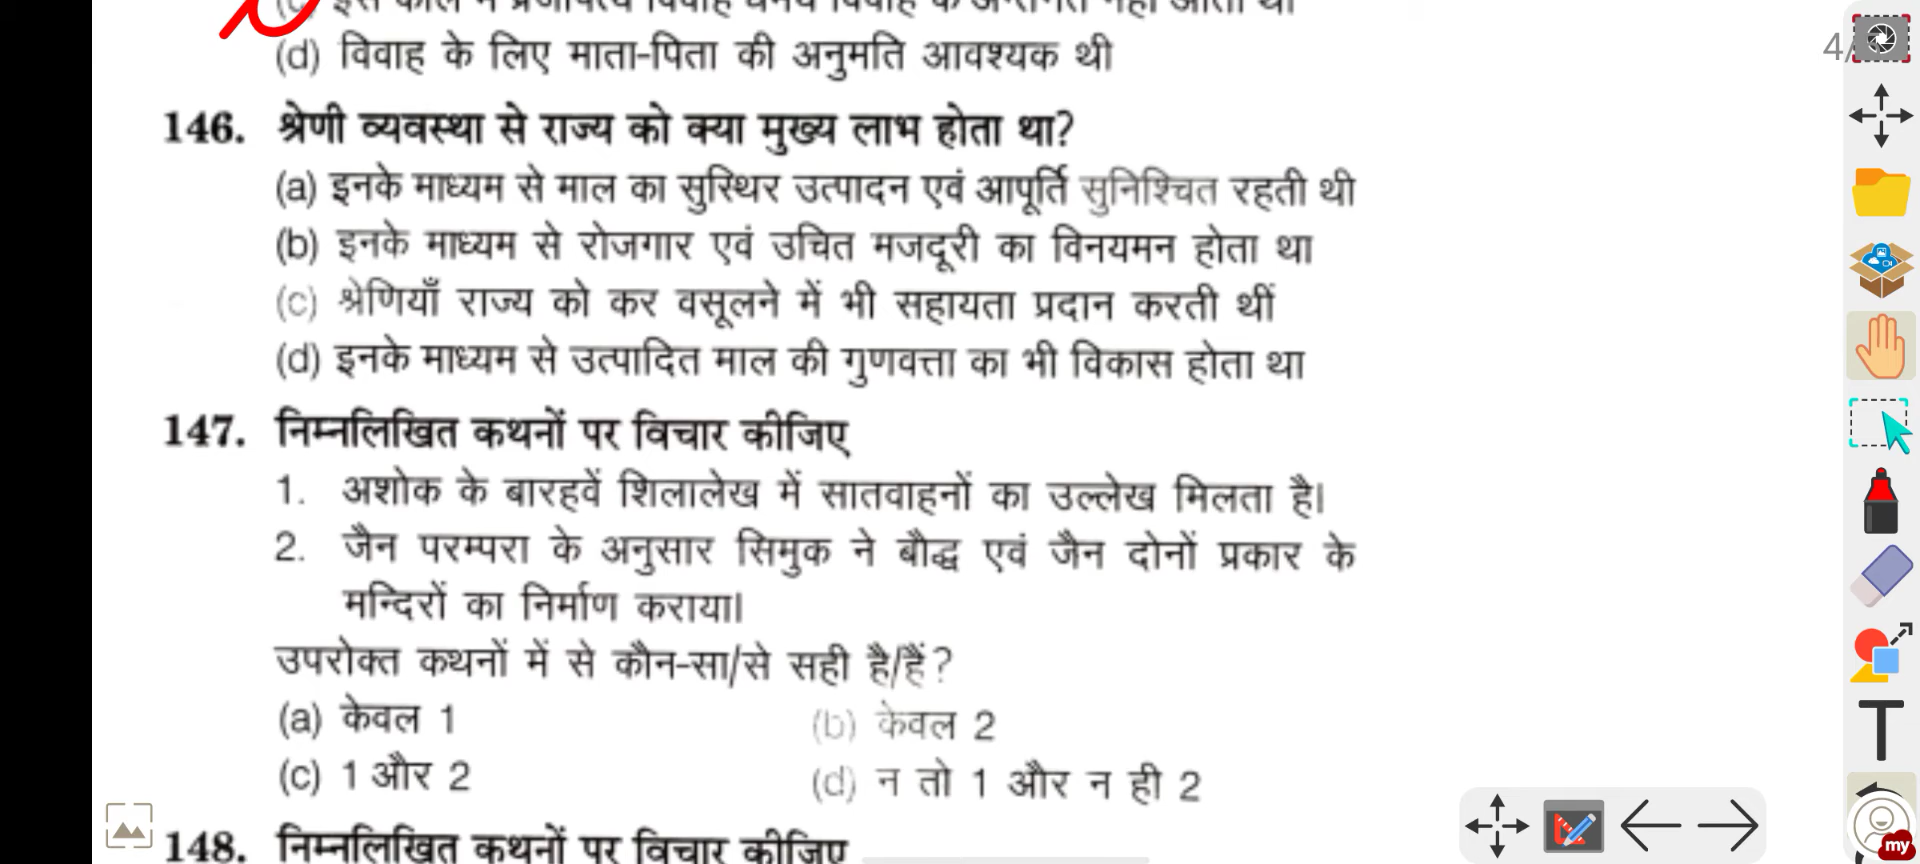 (d) विवाह के लिए माता-पिता की अनुमति आवश्यक थी
4/
146. श्रेणी व्यवस्था से राज्य को क्या मुख्य लाभ होता था?
(a) इनके माध्यम से माल का सुस्थिर उत्पादन एवं आपूर्ति सुनिश्चित रहती थी
(b) इनके माध्यम से रोजगार एवं उचित मजदूरी का विनयमन होता था
(c) श्रेणियाँ राज्य को कर वसूलने में भी सहायता प्रदान करती थीं
(d) इनके माध्यम से उत्पादित माल की गुणवत्ता का भी विकास होता था
147. निम्नलिखित कथनों पर विचार कीजिए
1. अशोक के बारहवें शिलालेख में सातवाहनों का उल्लेख मिलता है।
2. जैन परम्परा के अनुसार सिमुक ने बौद्ध एवं जैन दोनों प्रकार के
मन्दिरों का निर्माण कराया।
उपरोक्त कथनों में से कौन-सा/से सही है/हैं?
(a) केवल 1 (b) केवल 2
(c) 1 और 2 (d) न तो 1 और न ही 2
148. निम्नलिखित कथनों पर विचार कीजिए
T
my